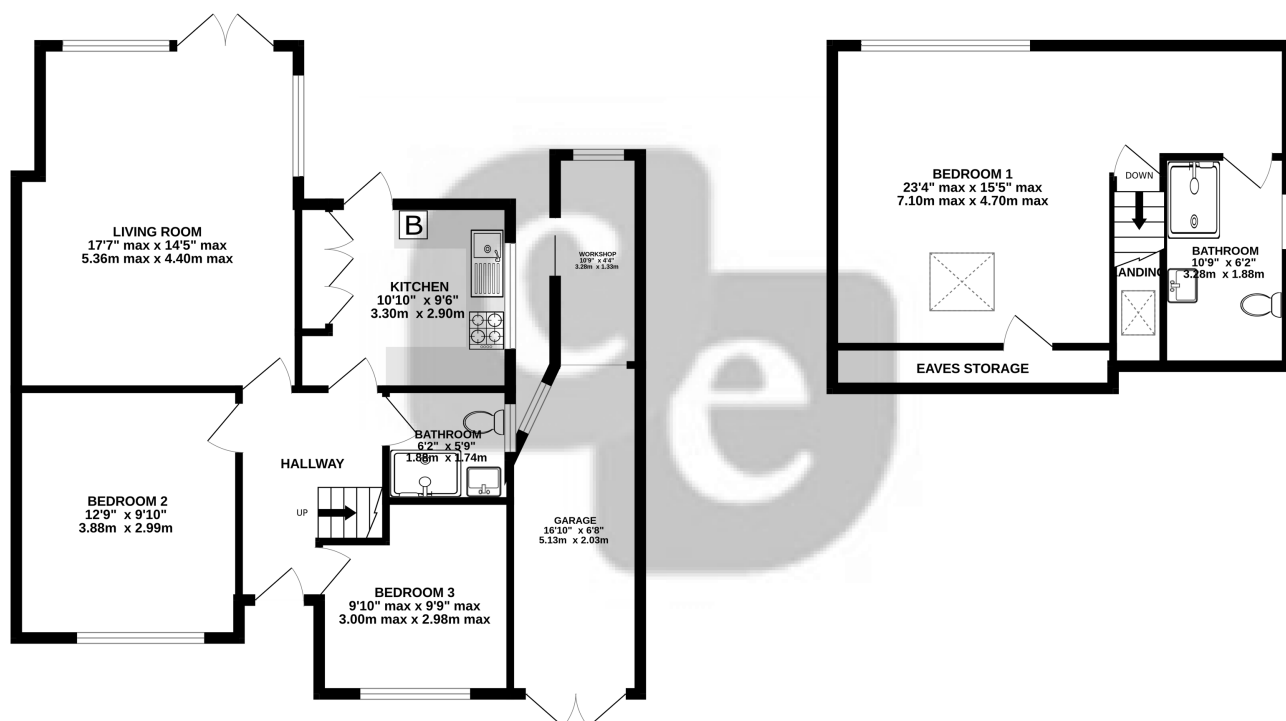 LIVING ROOM
17'7" max x 14'5" max
5.36m max x 4.40m max
B
KITCHEN
10'10" x 9'6"
3.30m x 2.90m
WORKSHOP
10'9" x 4'4"
3.28m x 1.33m
BATHROOM
6'2" x 5'9"
1.88m x 1.74m
HALLWAY
UP
BEDROOM 2
12'9" x 9'10"
3.88m x 2.99m
BEDROOM 3
9'10" max x 9'9" max
3.00m max x 2.98m max
GARAGE
16'10" x 6'8"
5.13m x 2.03m
ce
BEDROOM 1
23'4" max x 15'5" max
7.10m max x 4.70m max
DOWN
LANDING
BATHROOM
10'9" x 6'2"
3.28m x 1.88m
EAVES STORAGE